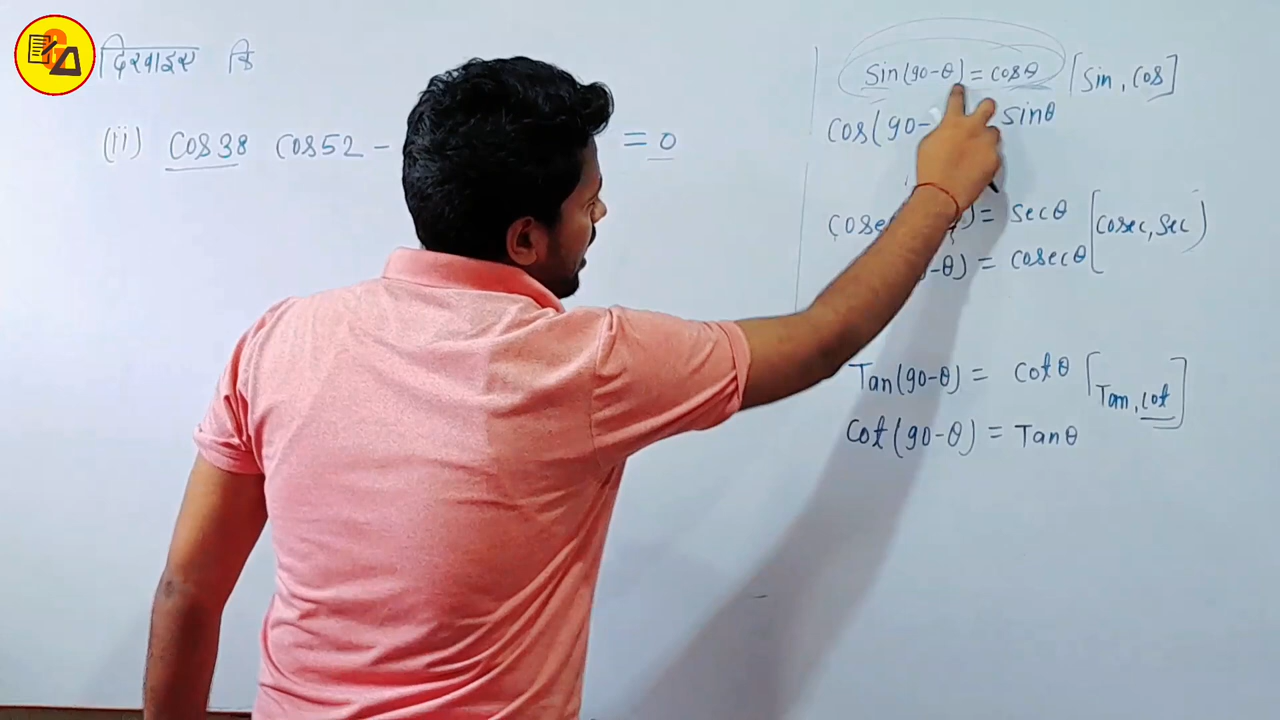 दिखाइए कि
(ii) Cos38 Cos52 - = 0
Sin(90-θ) = cosθ [Sin, Cos]
Cos(90- sinθ
cosec = secθ [cosec, sec)
-θ) = cosecθ
Tan(90-θ) = cotθ [Tan, cot]
Cot(90-θ) = Tanθ